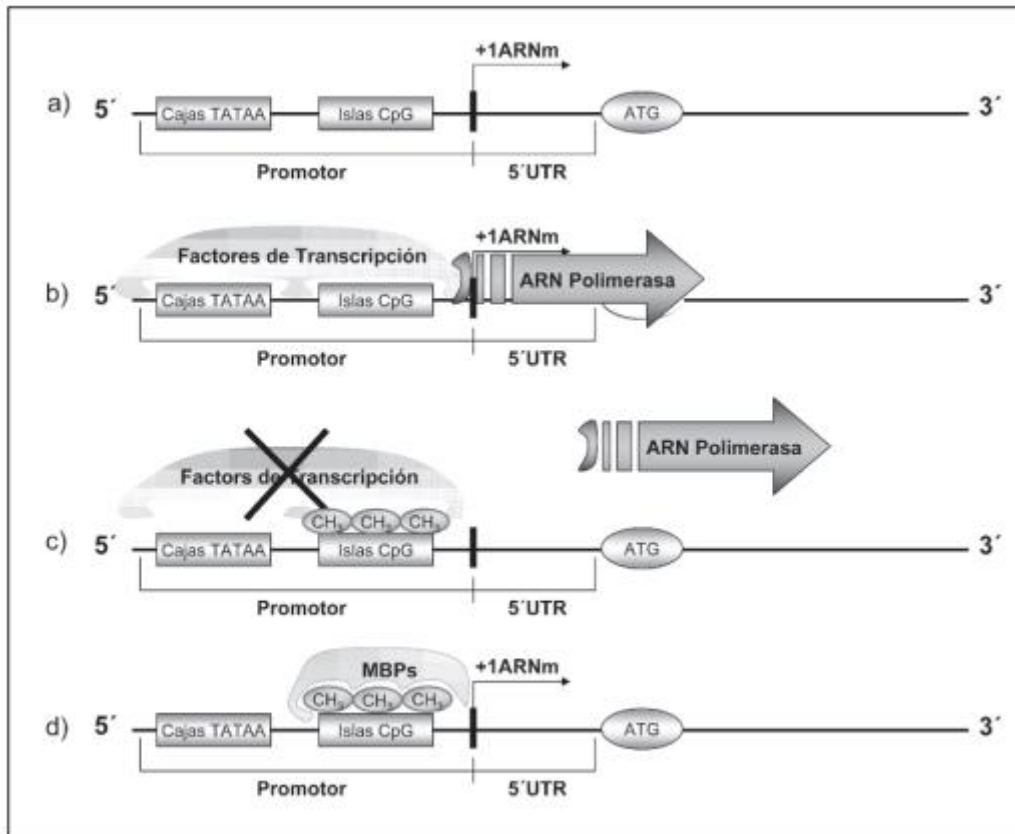 +1ARNm
a) 5´ Cajas TATAA Islas CpG ATG 3´
Promotor 5´UTR
Factores de Transcripción +1ARNm
ARN Polimerasa
b) 5´ Cajas TATAA Islas CpG 3´
Promotor 5´UTR
ARN Polimerasa
Factors de Transcripción
CH3 CH3 CH3
c) 5´ Cajas TATAA Islas CpG ATG 3´
Promotor 5´UTR
MBPs +1ARNm
CH3 CH3 CH3
d) 5´ Cajas TATAA Islas CpG ATG 3´
Promotor 5´UTR